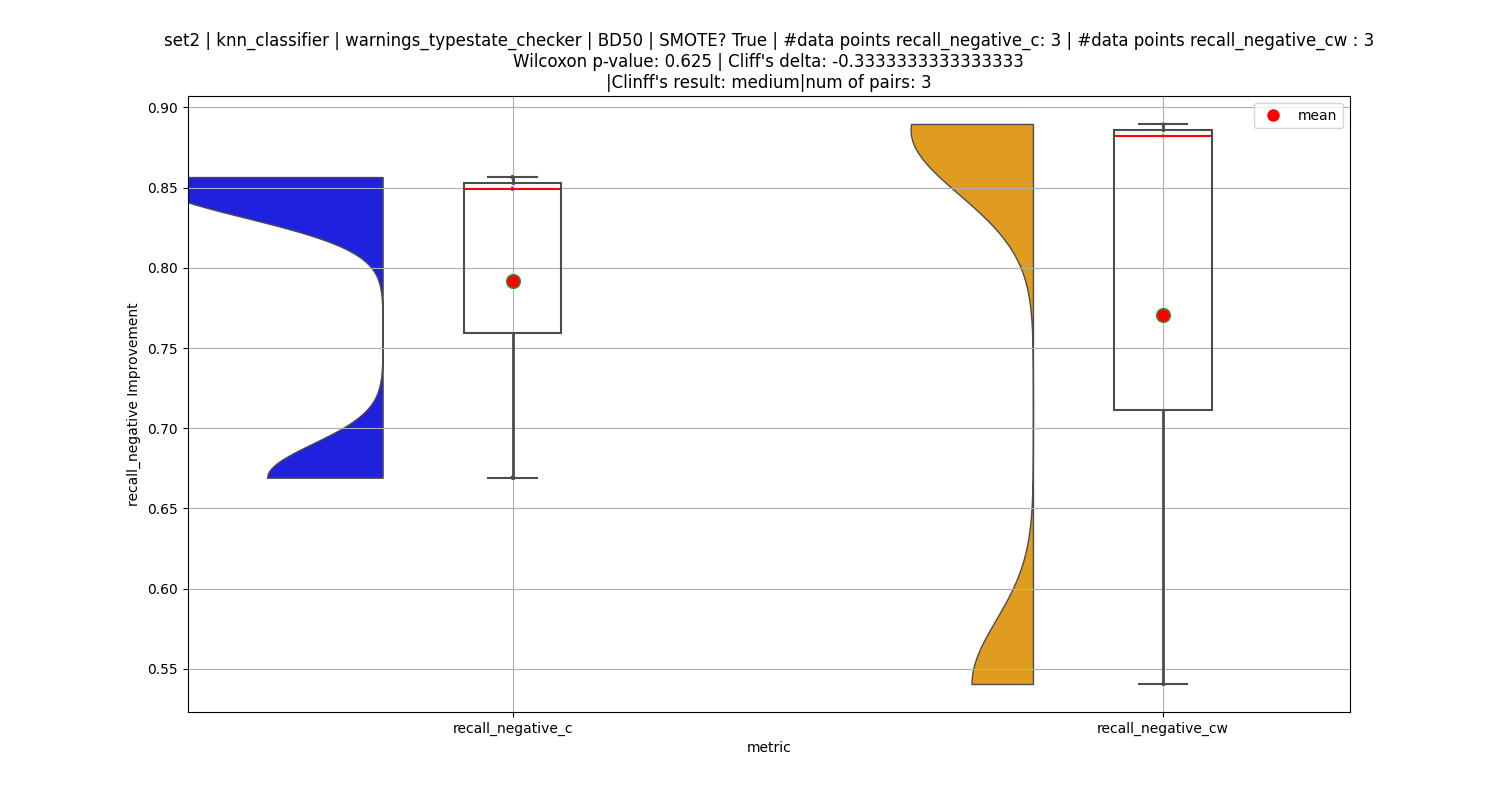 set2 | knn_classifier | warnings_typestate_checker | BD50 | SMOTE? True | #data points recall_negative_c: 3 | #data points recall_negative_cw : 3
Wilcoxon p-value: 0.625 | Cliff's delta: -0.3333333333333333
|Clinff's result: medium|num of pairs: 3
mean
0.90
0.85
0.80
0.75
0.70
0.65
0.60
0.55
recall_negative Improvement
recall_negative_c
recall_negative_cw
metric